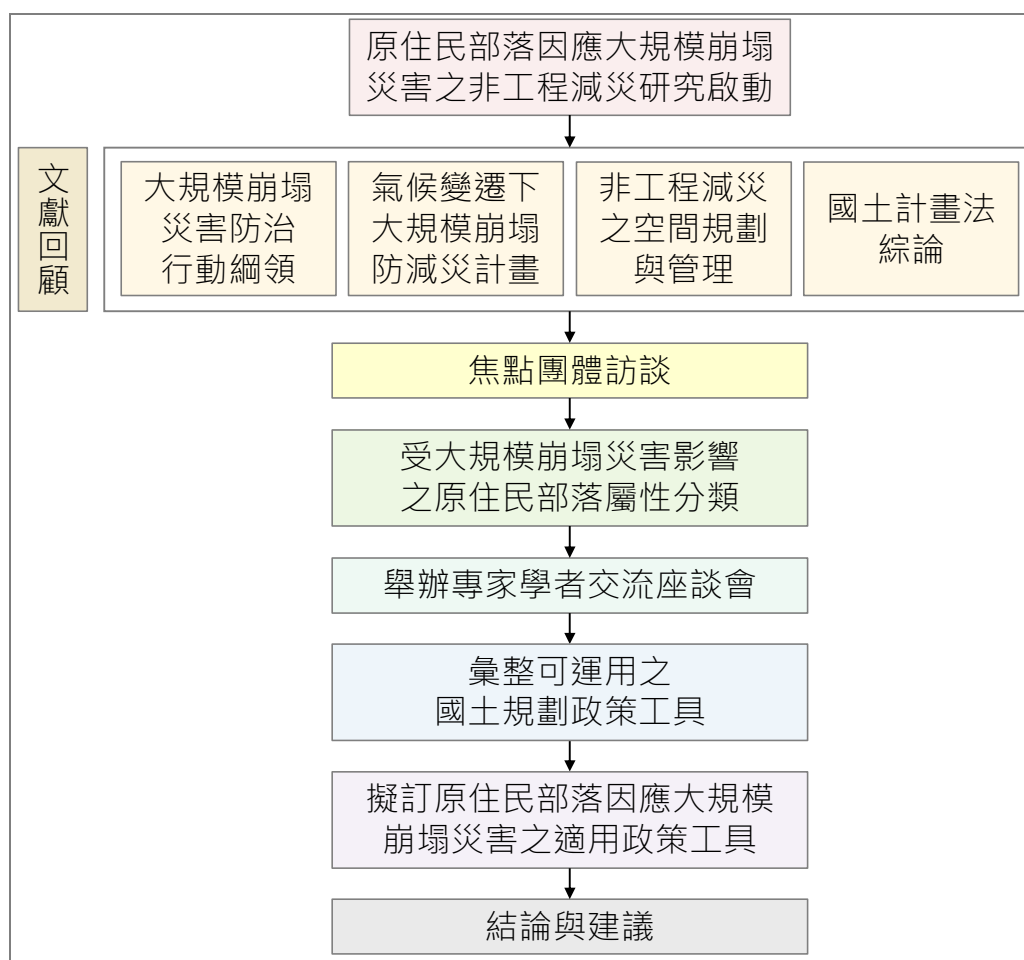 原住民部落因應大規模崩塌
災害之非工程減災研究啟動
文獻回顧
大規模崩塌
災害防治
行動綱領
氣候變遷下
大規模崩塌
防減災計畫
非工程減災
之空間規劃
與管理
國土計畫法
綜論
焦點團體訪談
受大規模崩塌災害影響
之原住民部落屬性分類
舉辦專家學者交流座談會
彙整可運用之
國土規劃政策工具
擬訂原住民部落因應大規模
崩塌災害之適用政策工具
結論與建議